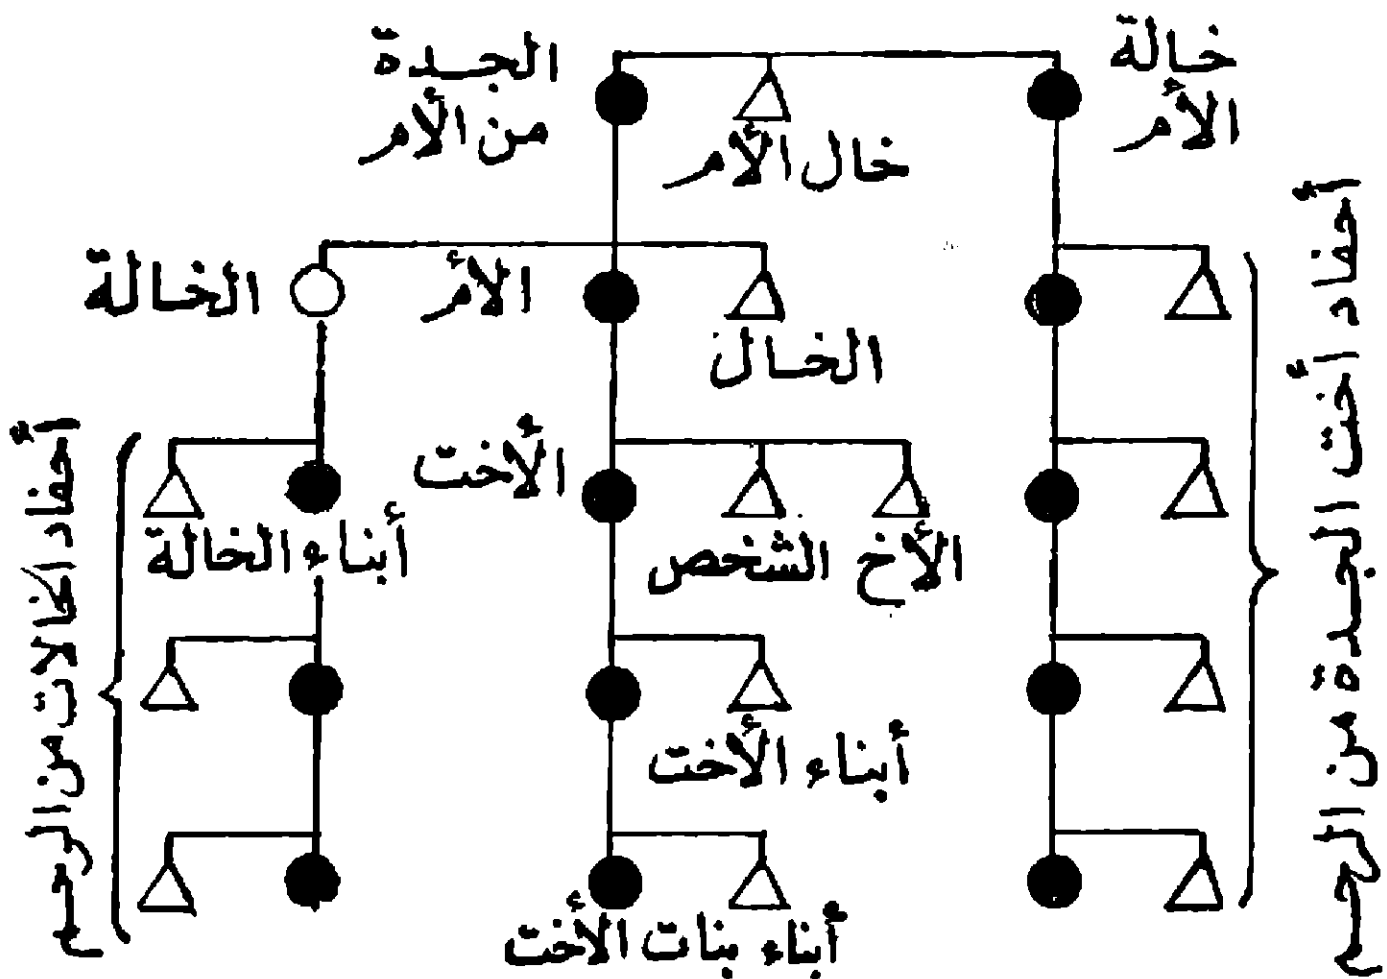 خالة
الأم
الجدة
من الأم
خال الأم
الخالة
الأم
الخال
الأخت
الأخ الشخص
أبناء الخالة
أبناء الأخت
أبناء بنات الأخت
أحفاد أخت الجدة من الرحم
أحفاد الخالات من الرحم